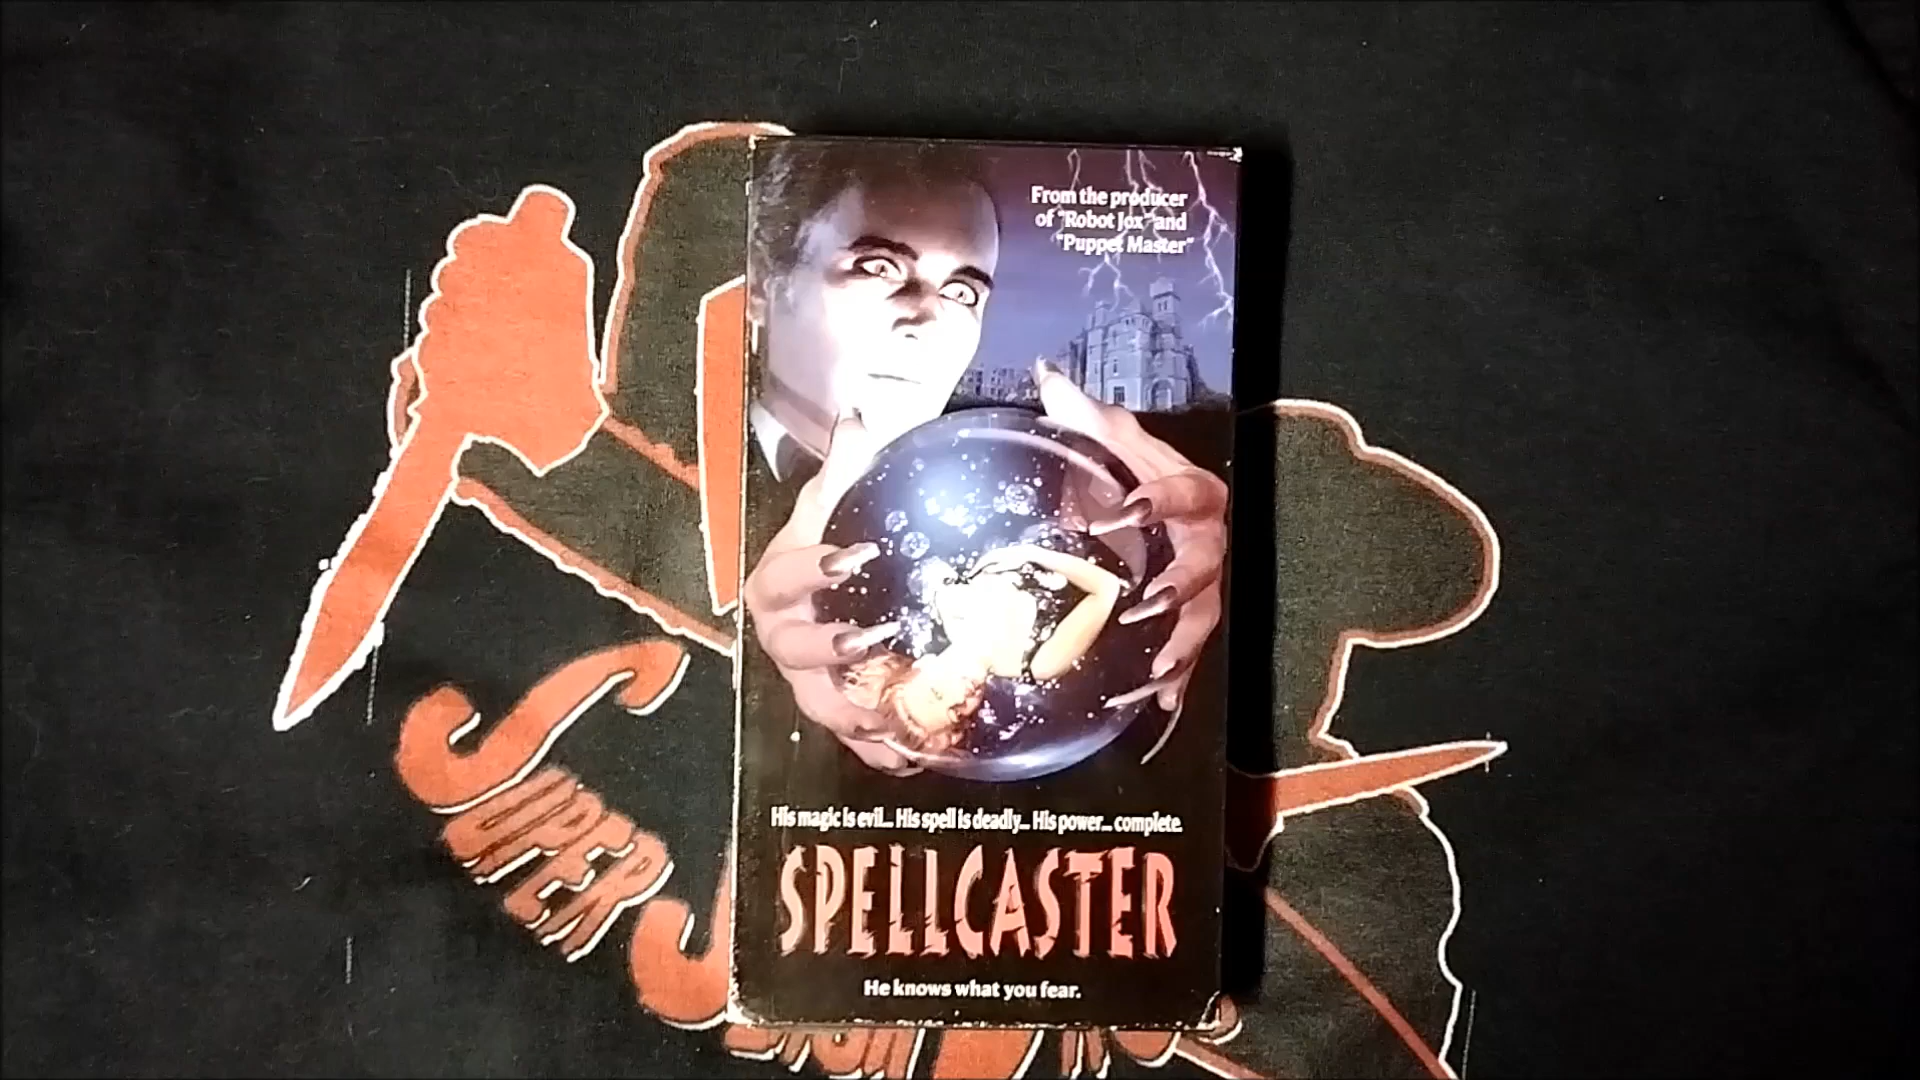 From the producer
of "Robot Jox" and
"Puppet Master"
His magic is evil... His spell is deadly... His power... complete.
SPELLCASTER
He knows what you fear.
SUPER